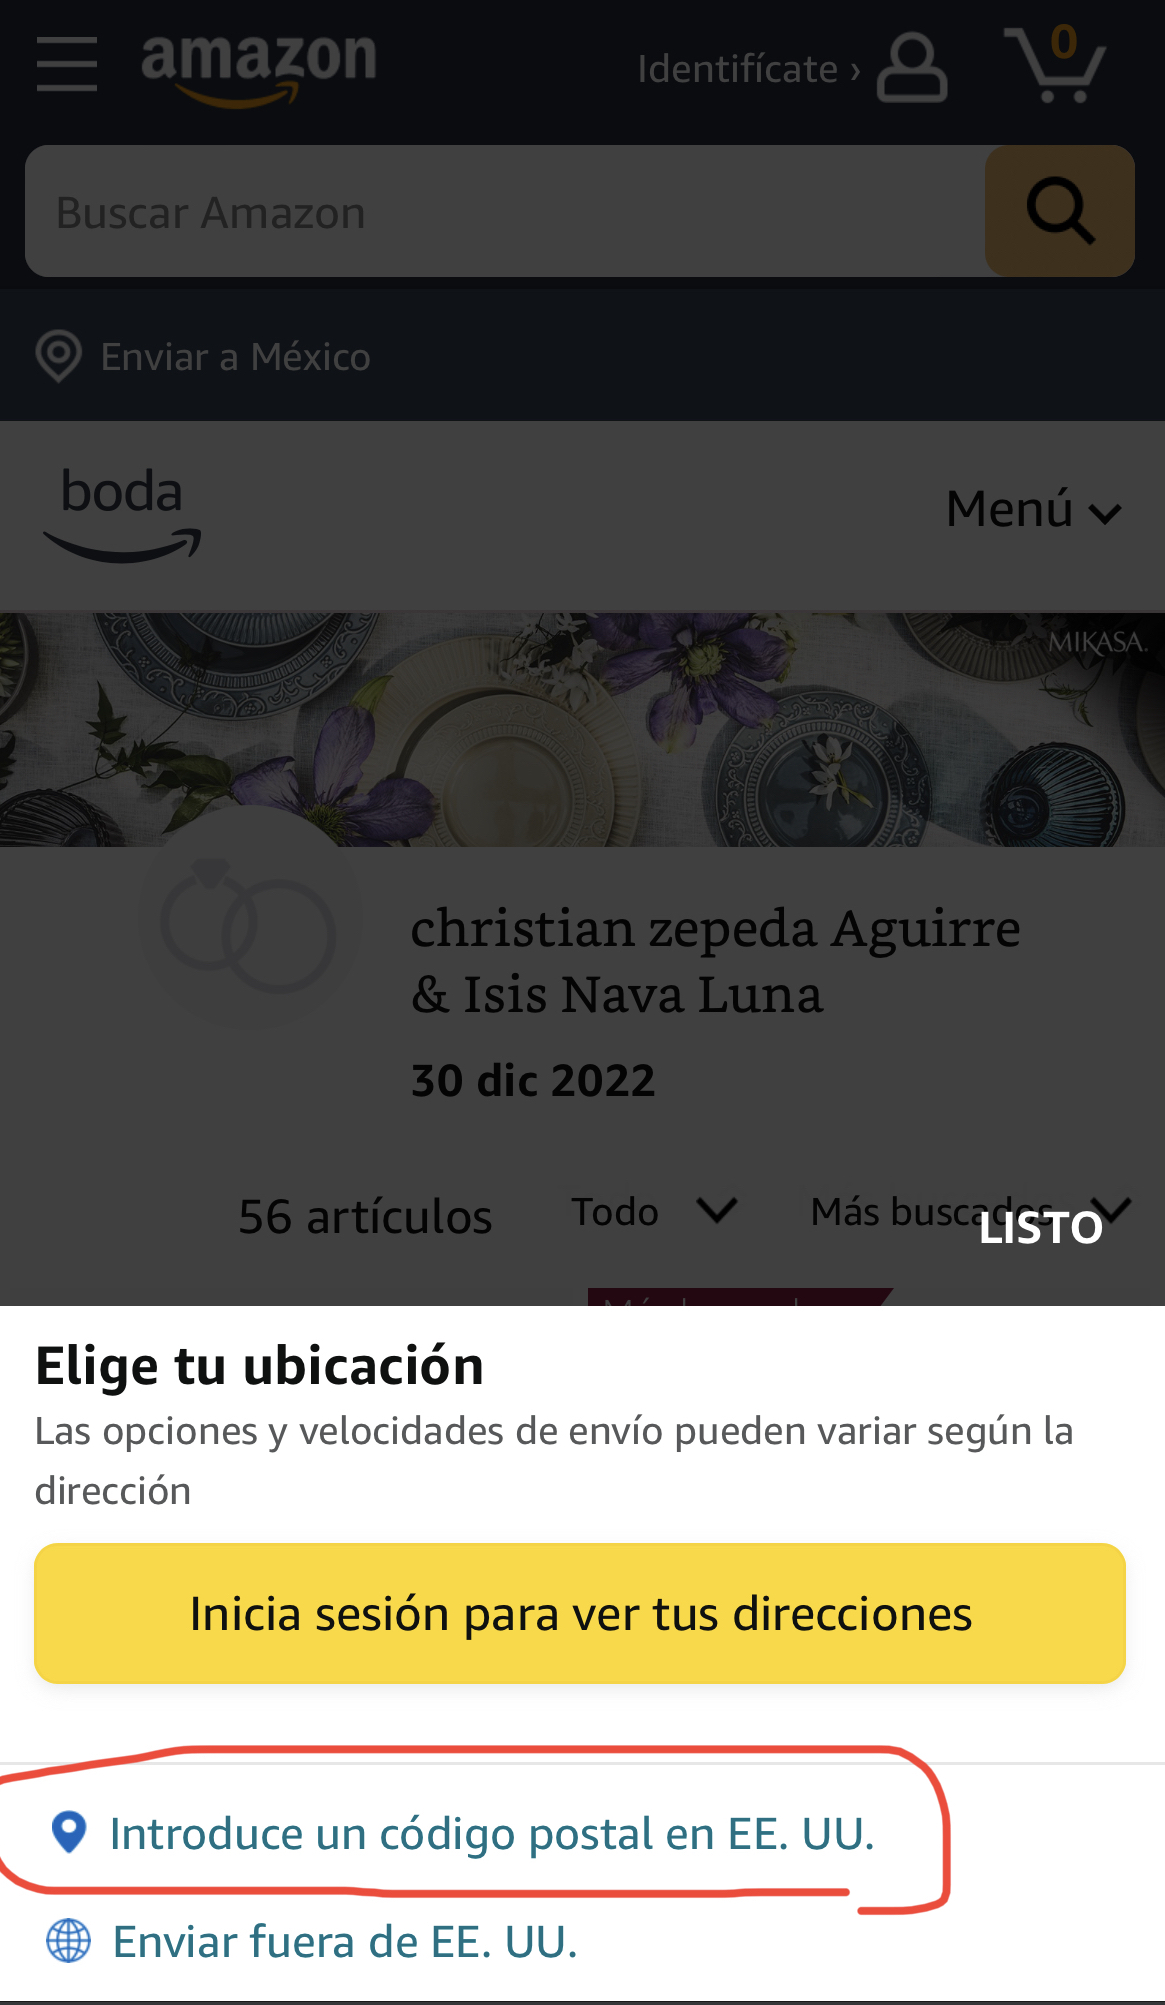 amazon
Identifícate ›
0
Buscar Amazon
Enviar a México
boda
Menú
MIKASA.
christian zepeda Aguirre
& Isis Nava Luna
30 dic 2022
56 artículos
Todo
Más buscados
LISTO
Elige tu ubicación
Las opciones y velocidades de envío pueden variar según la
dirección
Inicia sesión para ver tus direcciones
Introduce un código postal en EE. UU.
Enviar fuera de EE. UU.